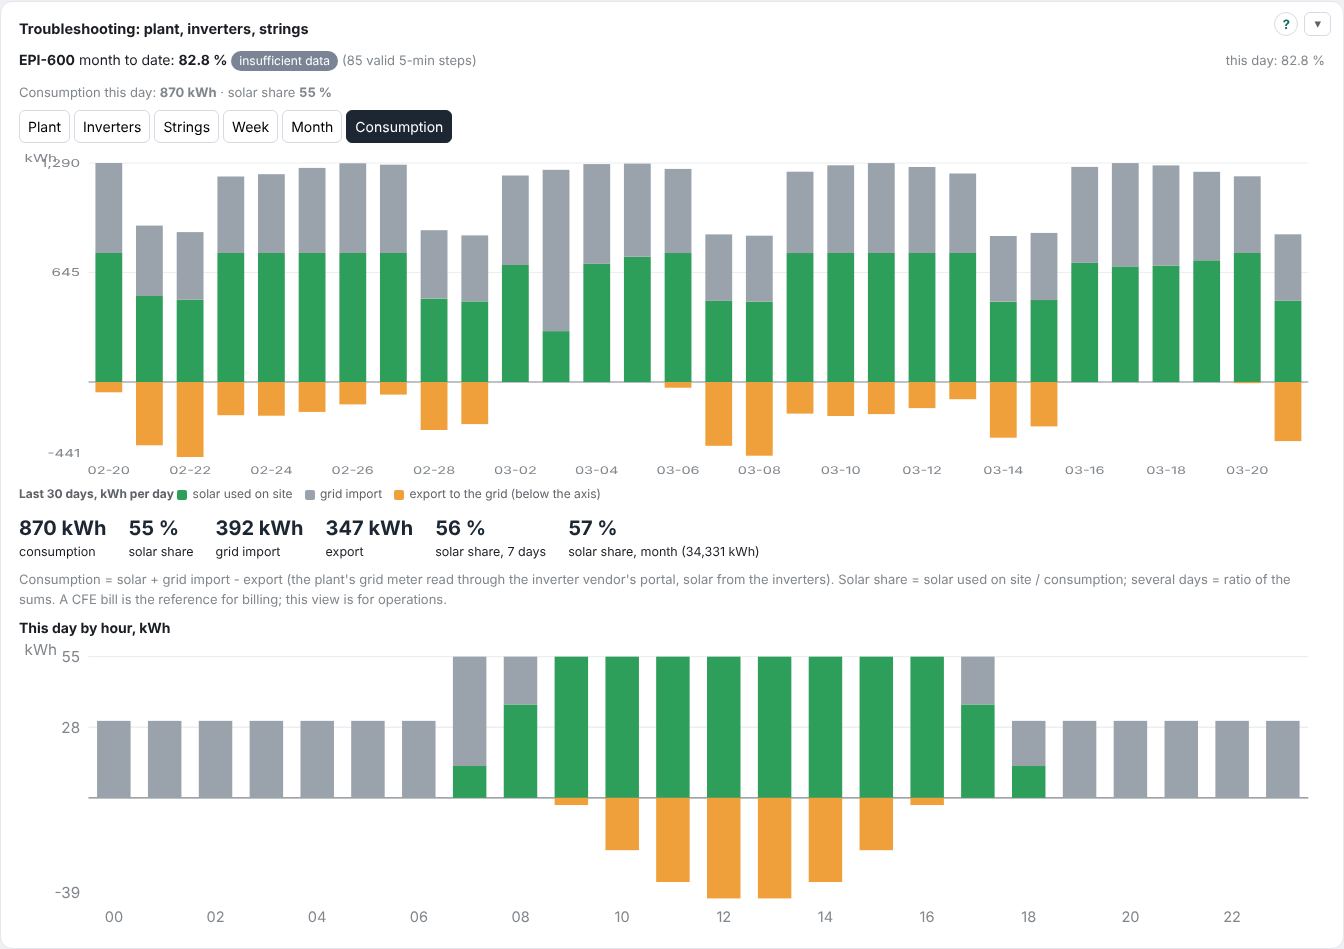 Troubleshooting: plant, inverters, strings
? ▾
EPI-600 month to date: 82.8 % insufficient data (85 valid 5-min steps)
this day: 82.8 %
Consumption this day: 870 kWh · solar share 55 %
Plant Inverters Strings Week Month Consumption
kWh
1,290
645
-441
02-20 02-22 02-24 02-26 02-28 03-02 03-04 03-06 03-08 03-10 03-12 03-14 03-16 03-18 03-20
Last 30 days, kWh per day solar used on site grid import export to the grid (below the axis)
870 kWh 55 % 392 kWh 347 kWh 56 % 57 %
consumption solar share grid import export solar share, 7 days solar share, month (34,331 kWh)
Consumption = solar + grid import - export (the plant's grid meter read through the inverter vendor's portal, solar from the inverters). Solar share = solar used on site / consumption; several days = ratio of the
sums. A CFE bill is the reference for billing; this view is for operations.
This day by hour, kWh
kWh 55
28
-39
00 02 04 06 08 10 12 14 16 18 20 22